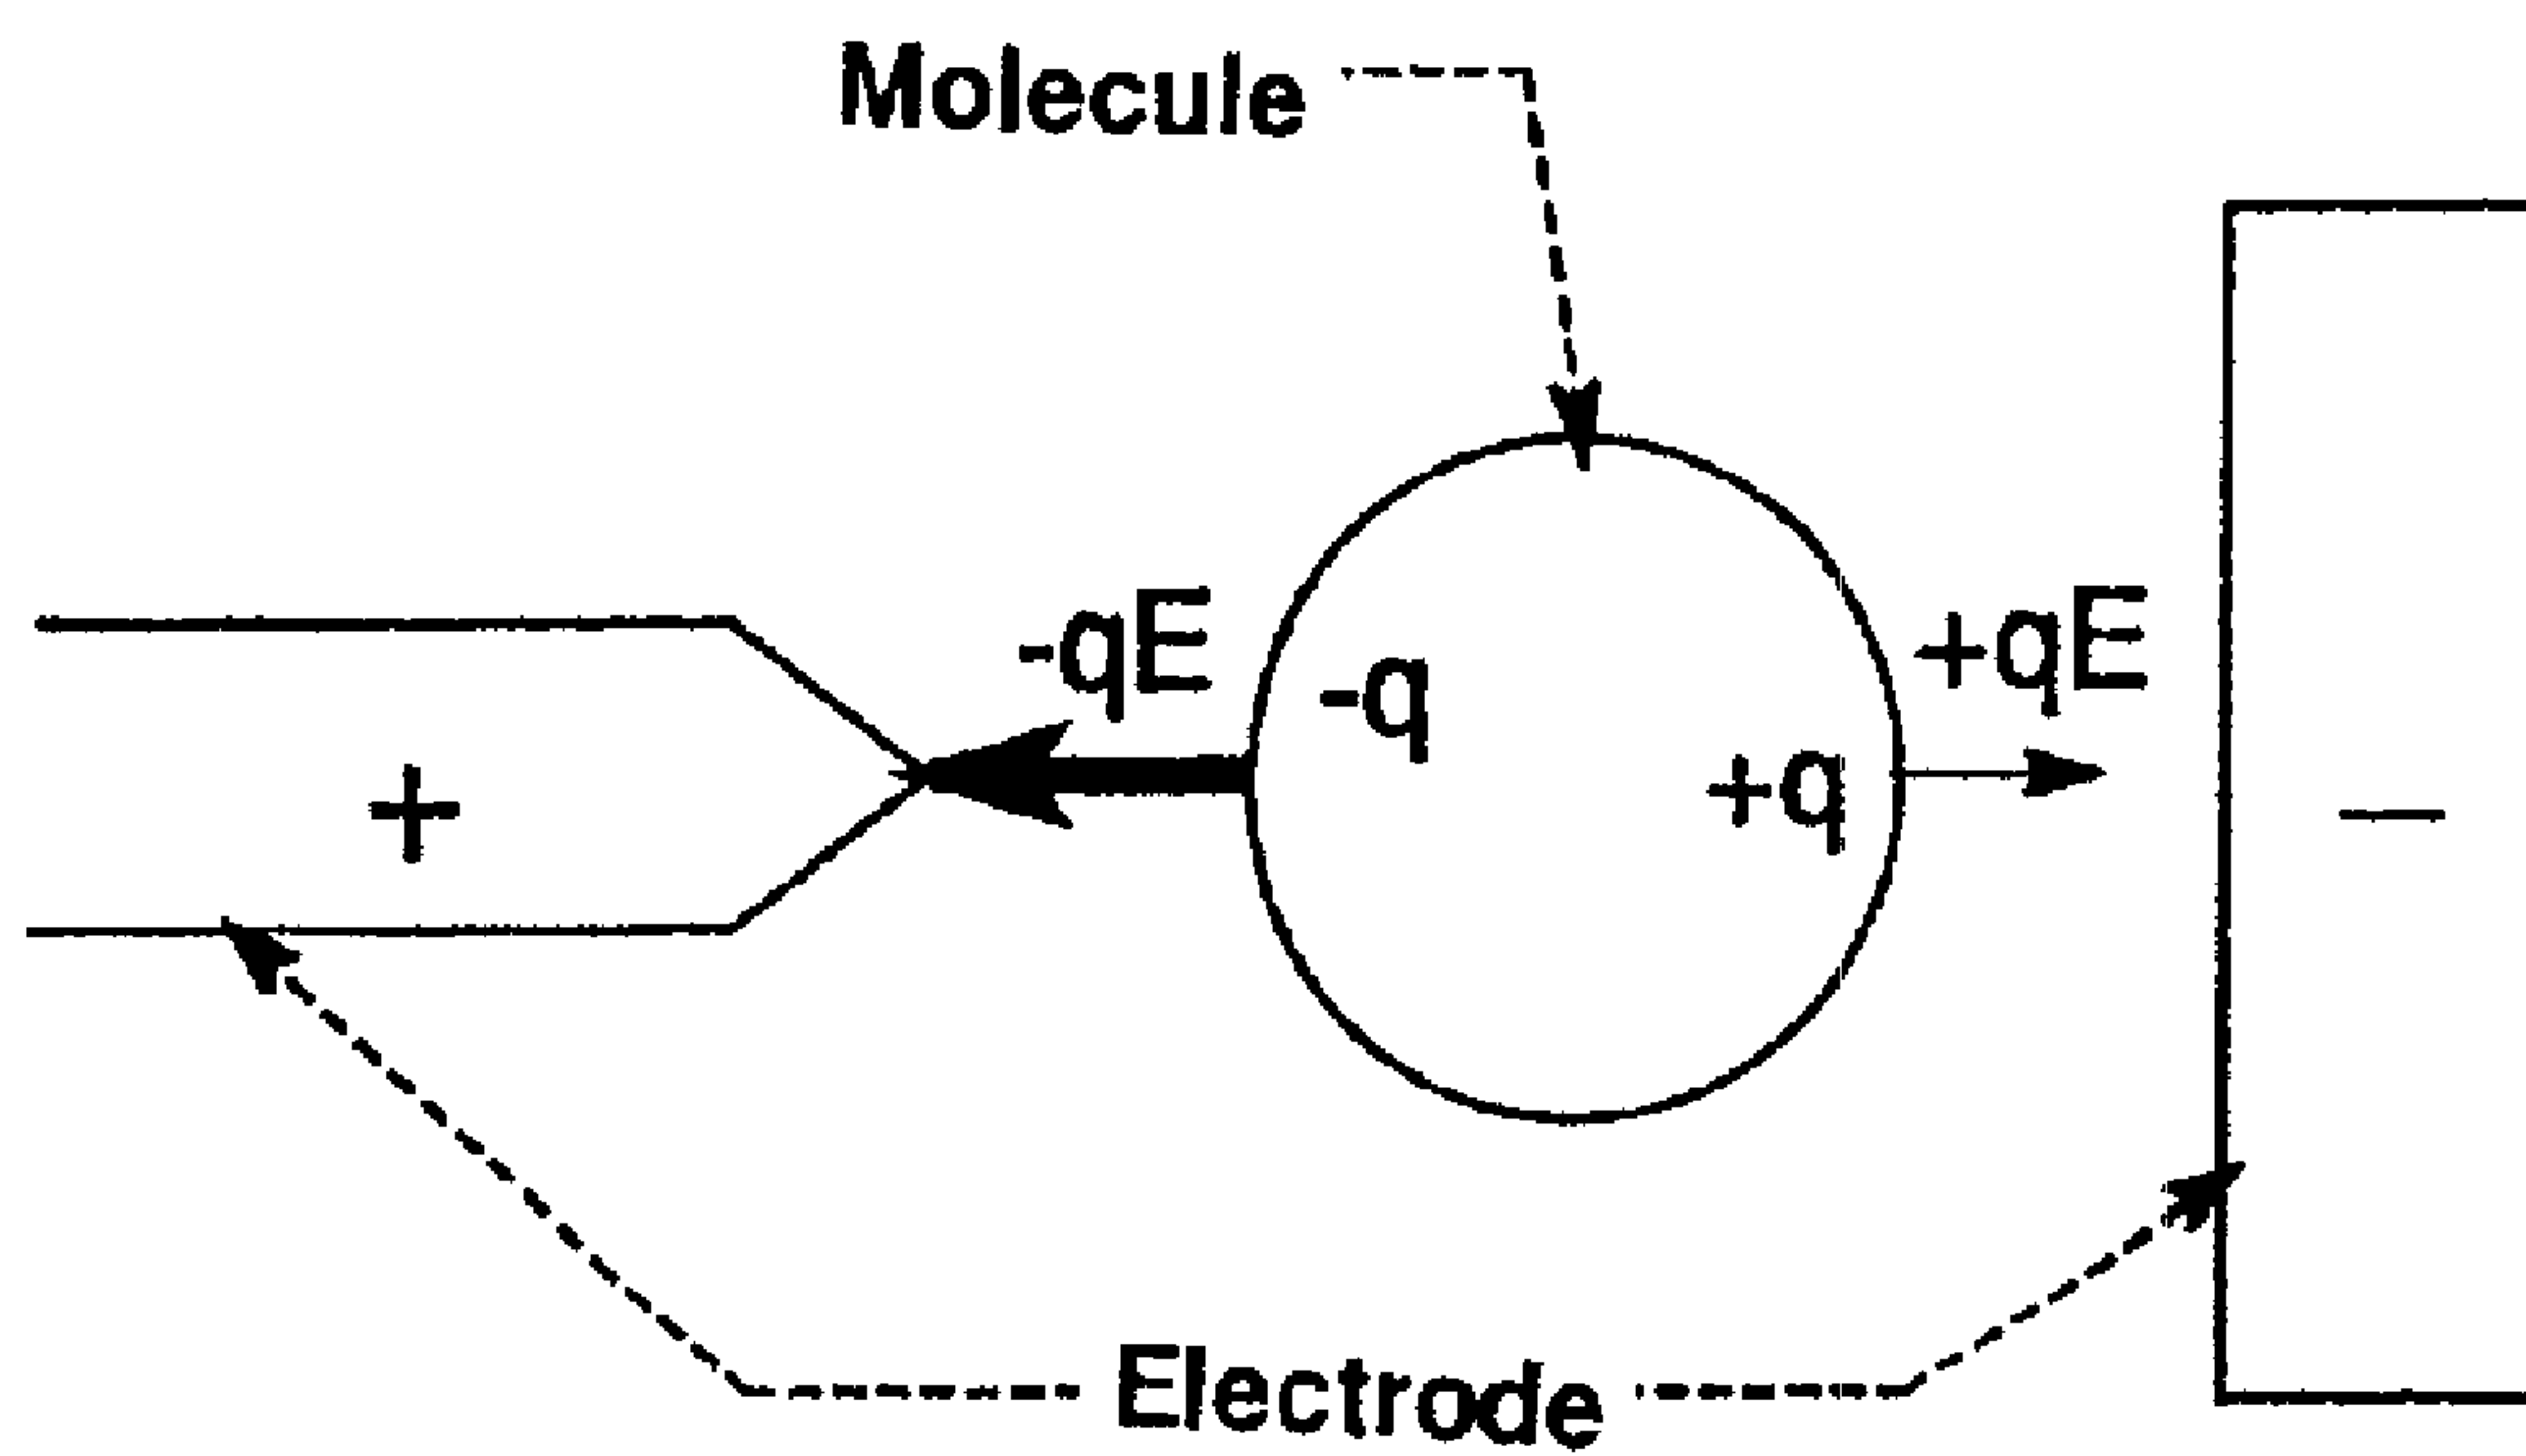 Molecule
-qE
-q
+qE
+q
+
—
Electrode